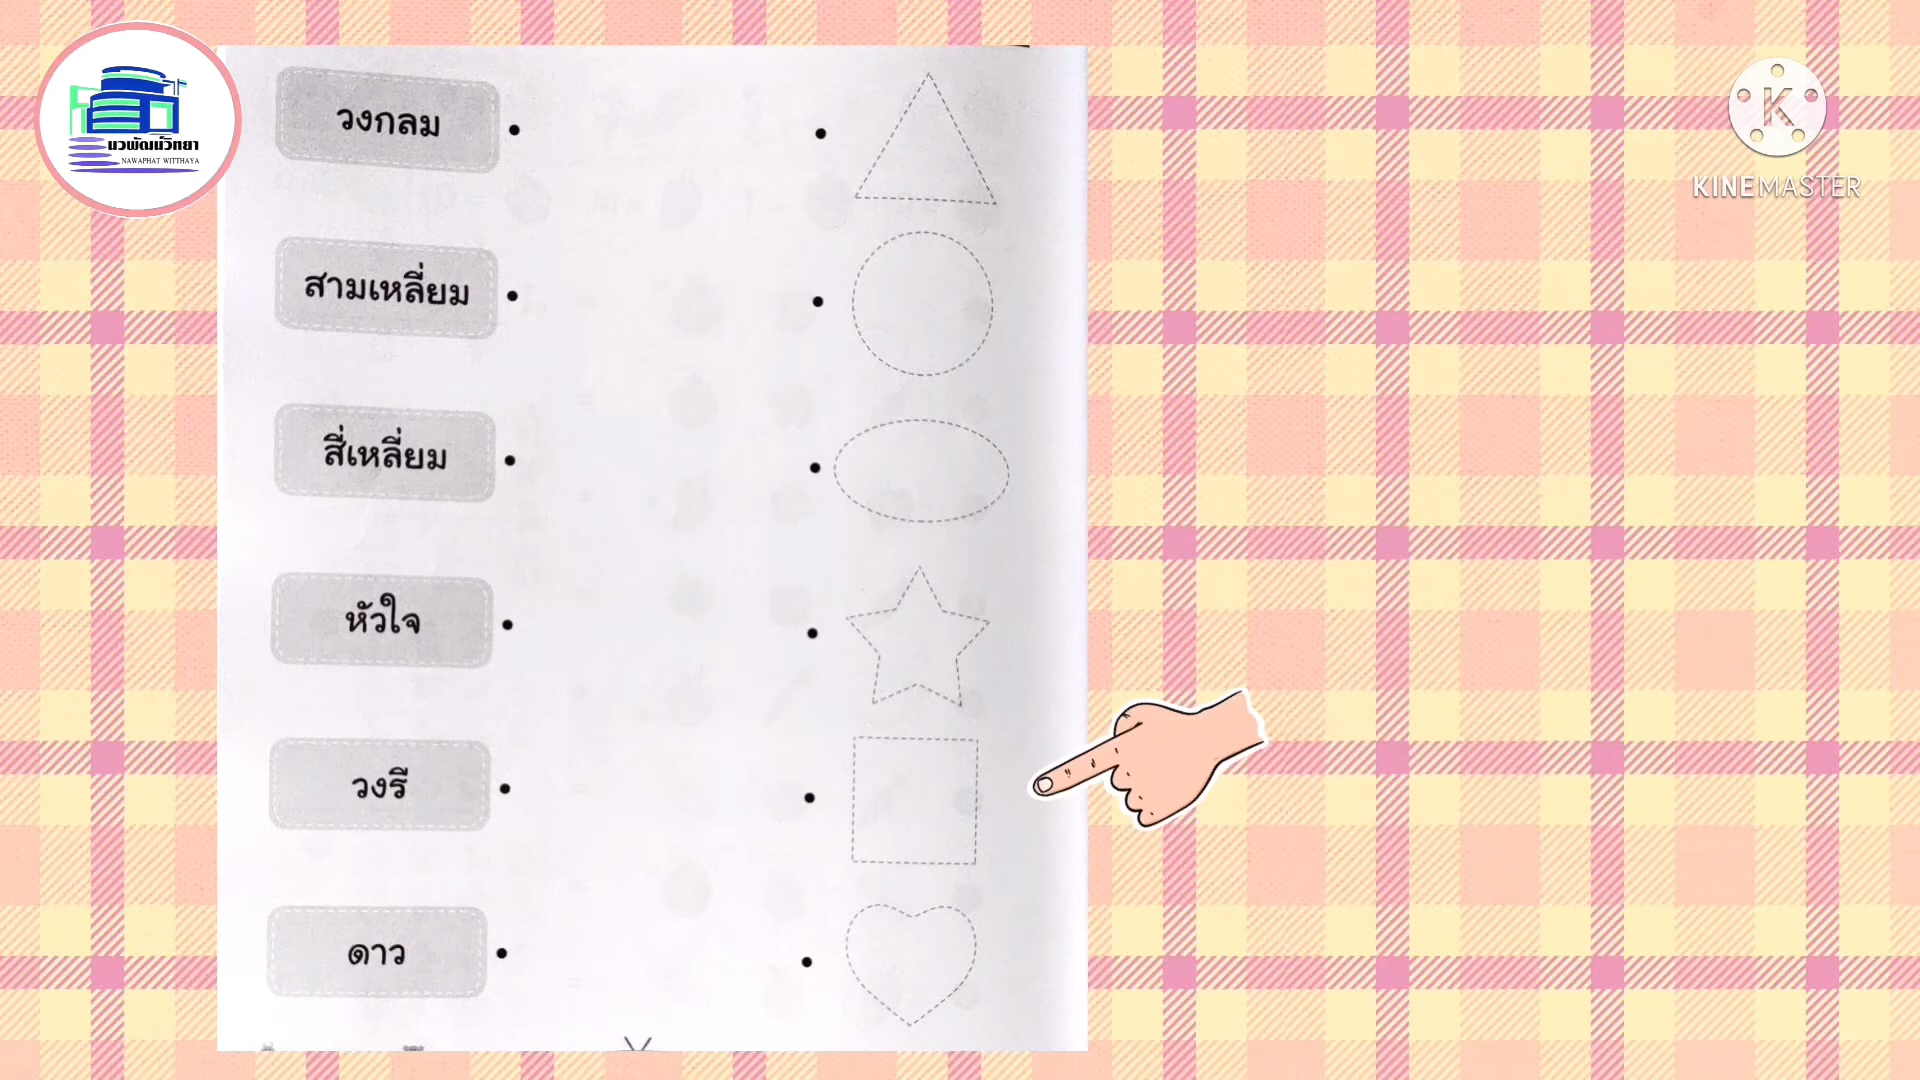 นวพัฒน์วิทยา
NAWAPHAT WITTHAYA
วงกลม
สามเหลี่ยม
สี่เหลี่ยม
หัวใจ
วงรี
ดาว
K
KINEMASTER